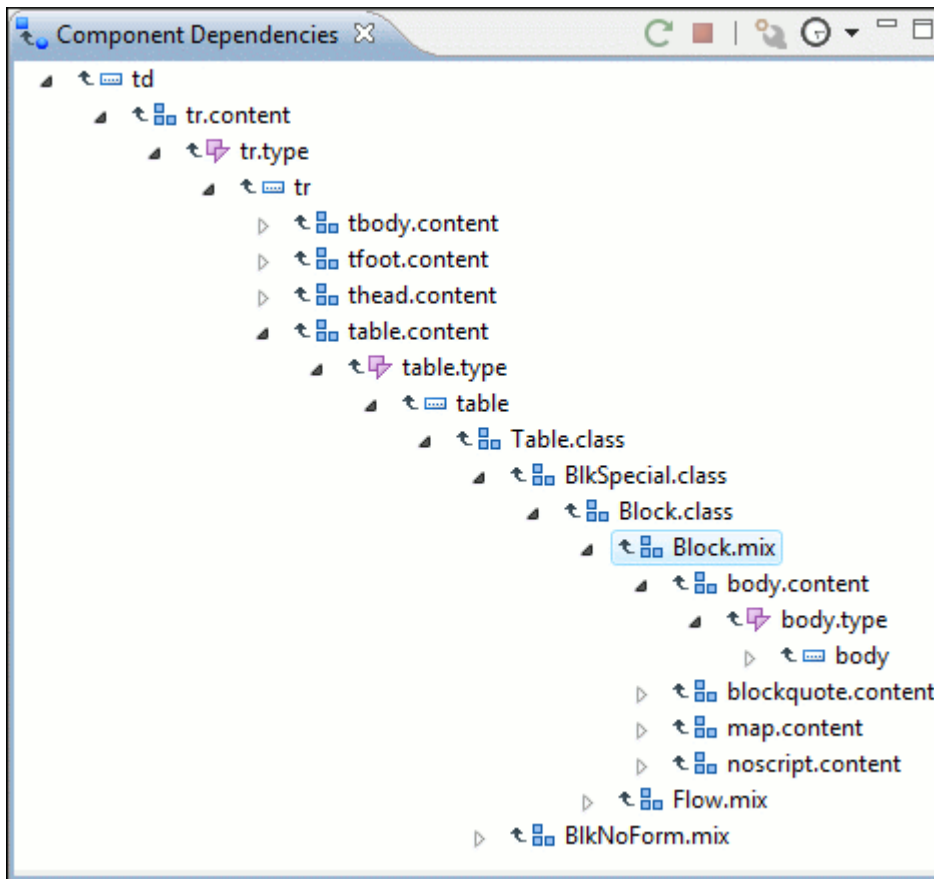 Component Dependencies
td
tr.content
tr.type
tr
tbody.content
tfoot.content
thead.content
table.content
table.type
table
Table.class
BlkSpecial.class
Block.class
Block.mix
body.content
body.type
body
blockquote.content
map.content
noscript.content
Flow.mix
BlkNoForm.mix